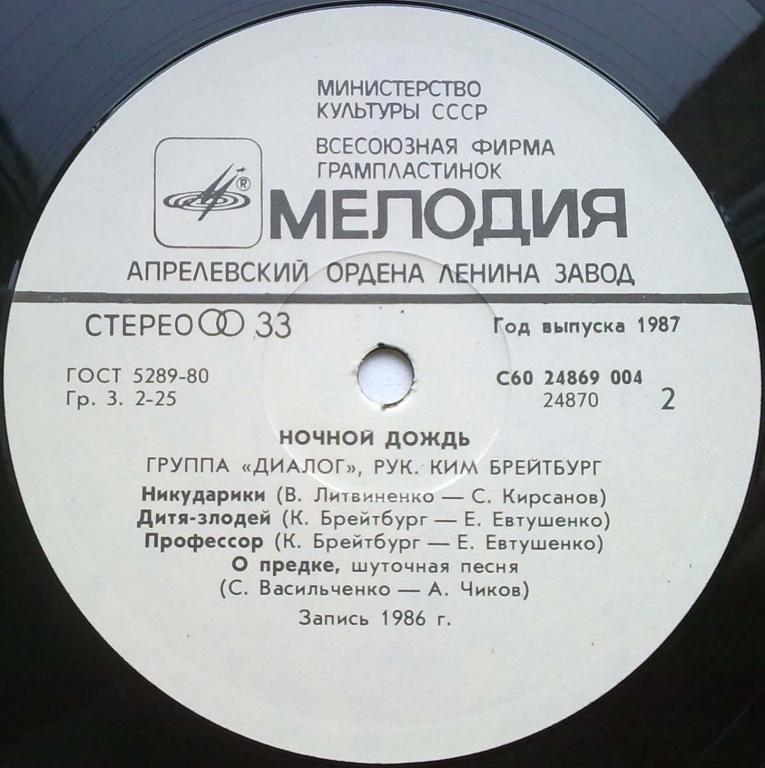 МИНИСТЕРСТВО
КУЛЬТУРЫ СССР
ВСЕСОЮЗНАЯ ФИРМА
ГРАМПЛАСТИНОК
®
МЕЛОДИЯ
АПРЕЛЕВСКИЙ ОРДЕНА ЛЕНИНА ЗАВОД
СТЕРЕО 33
Год выпуска 1987
ГОСТ 5289-80
Гр. 3. 2-25
С60 24869 004
24870 2
НОЧНОЙ ДОЖДЬ
ГРУППА «ДИАЛОГ», РУК. КИМ БРЕЙТБУРГ
Никударики (В. Литвиненко — С. Кирсанов)
Дитя-злодей (К. Брейтбург — Е. Евтушенко)
Профессор (К. Брейтбург — Е. Евтушенко)
О предке, шуточная песня
(С. Васильченко — А. Чиков)
Запись 1986 г.